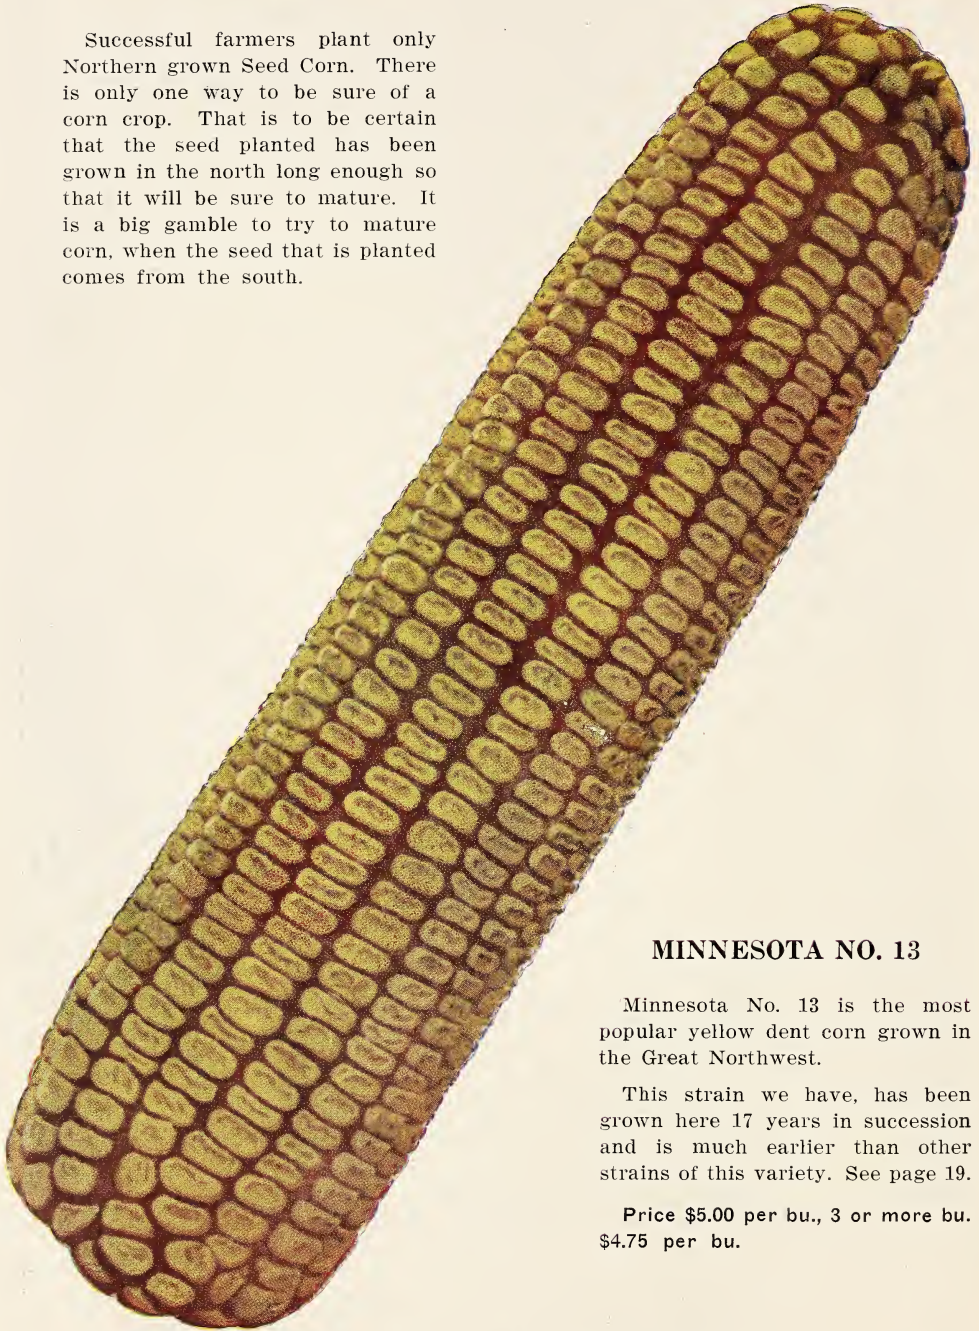 Successful farmers plant only
Northern grown Seed Corn. There
is only one way to be sure of a
corn crop. That is to be certain
that the seed planted has been
grown in the north long enough so
that it will be sure to mature. It
is a big gamble to try to mature
corn, when the seed that is planted
comes from the south.
MINNESOTA NO. 13
Minnesota No. 13 is the most
popular yellow dent corn grown in
the Great Northwest.
This strain we have, has been
grown here 17 years in succession
and is much earlier than other
strains of this variety. See page 19.
Price $5.00 per bu., 3 or more bu.
$4.75 per bu.